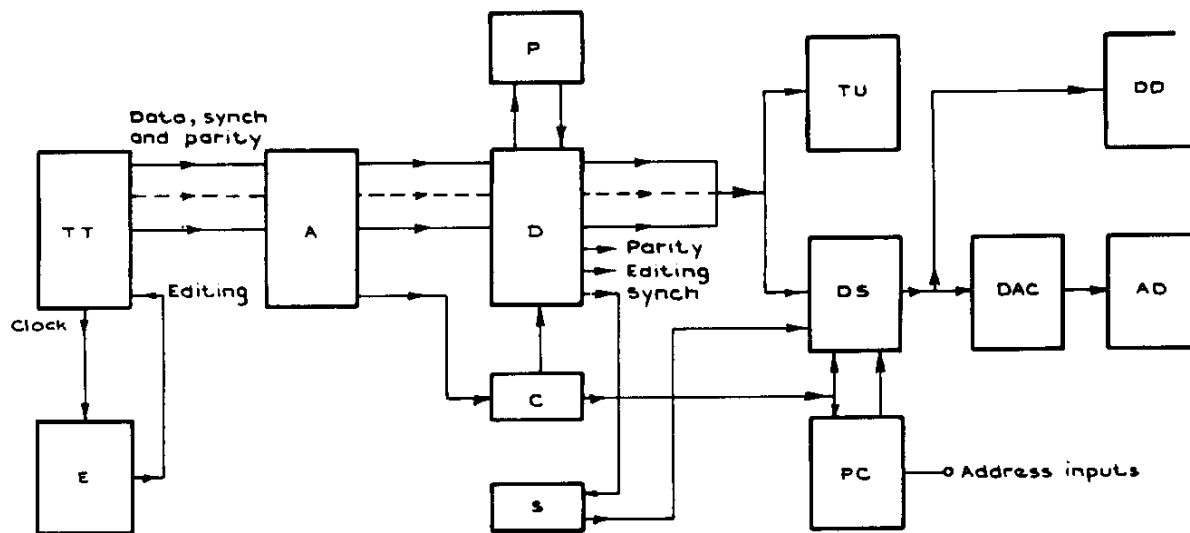 P
TU
DD
Data, synch
and parity
TT
A
D
Parity
Editing
Synch
Editing
Clock
DS
DAC
AD
C
E
S
PC
Address inputs